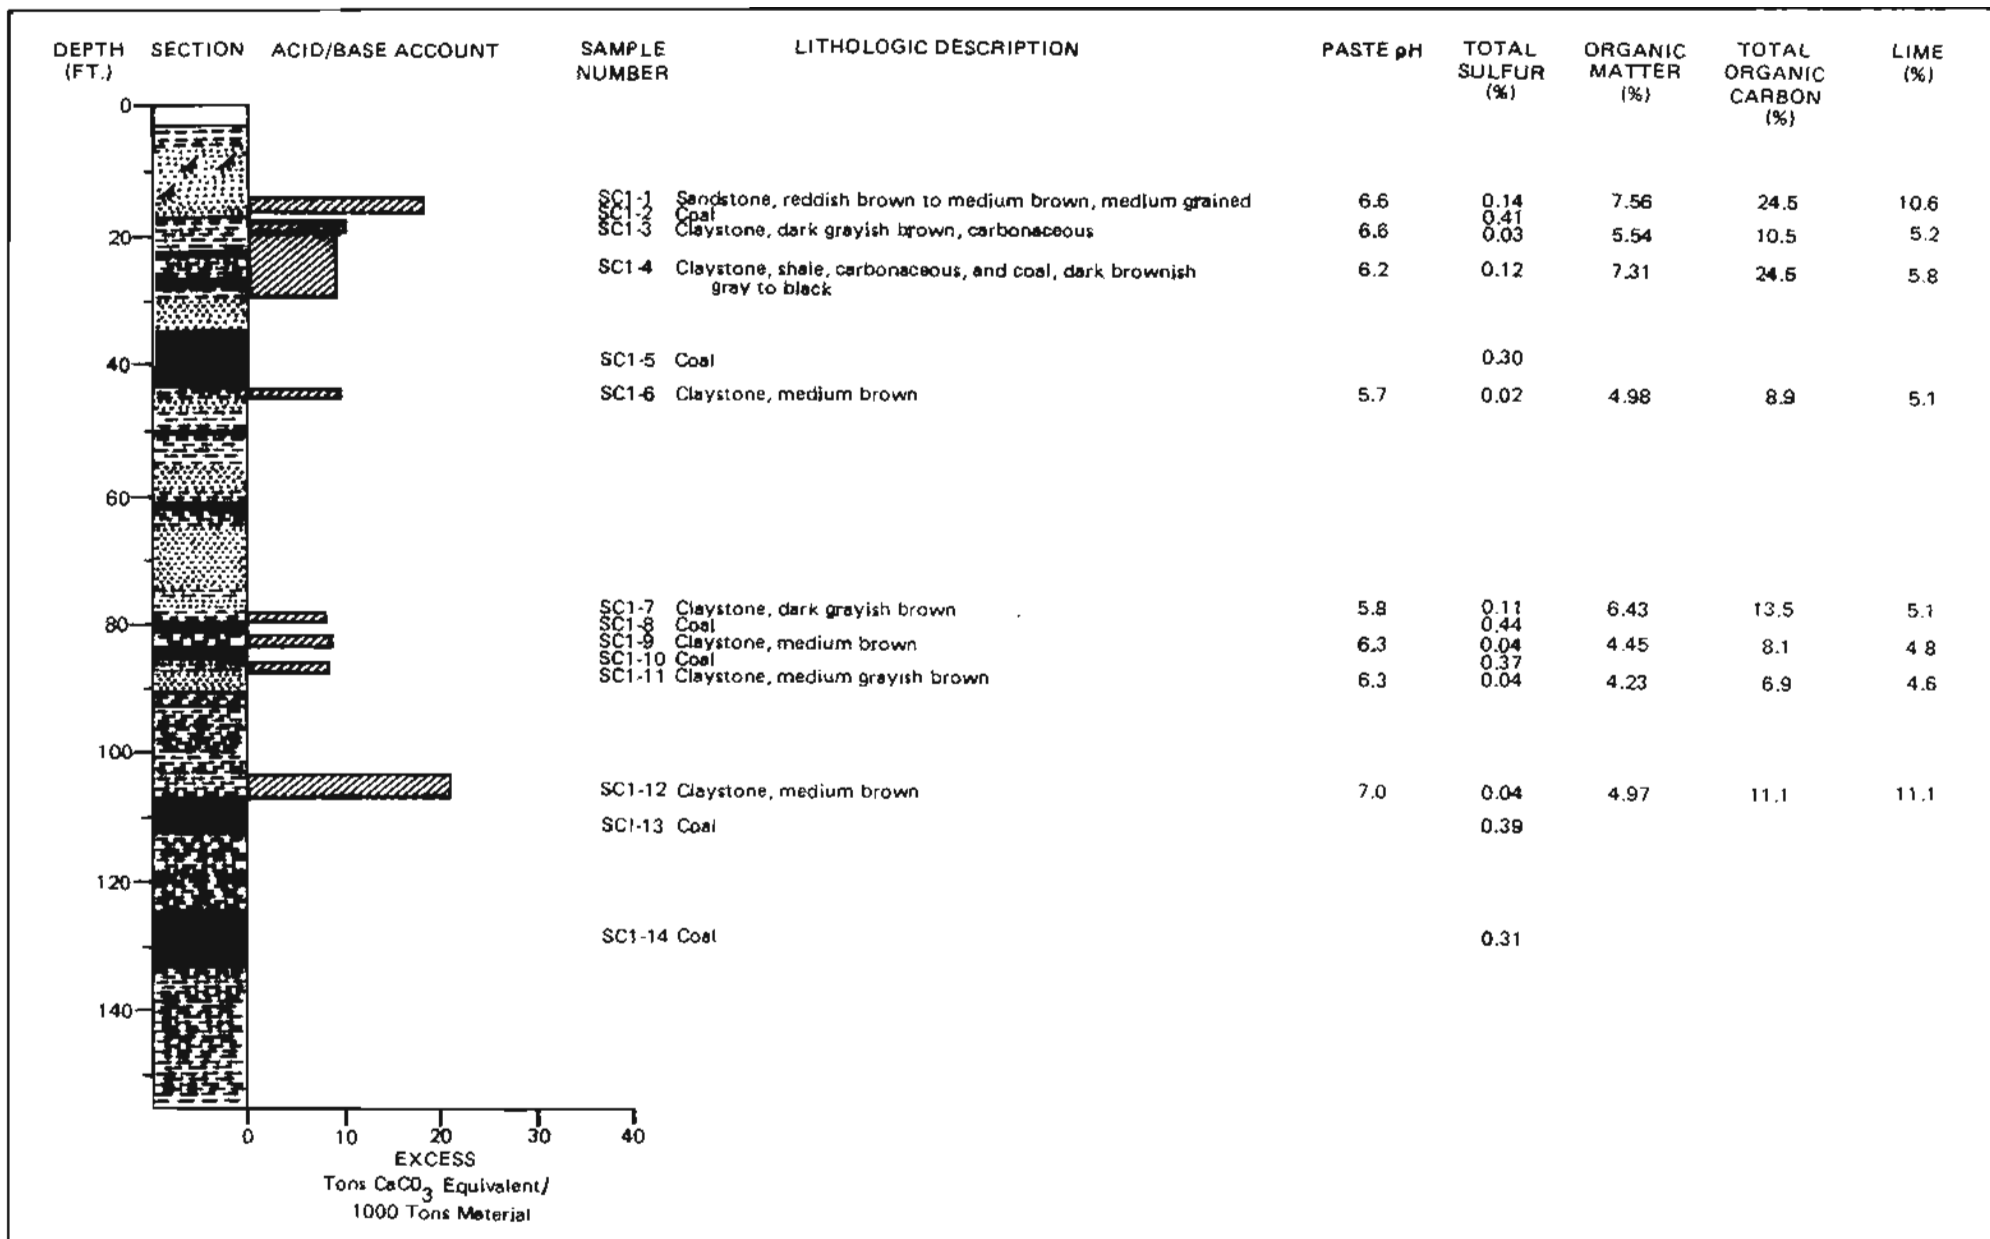 DEPTH (FT.) SECTION ACID/BASE ACCOUNT SAMPLE NUMBER LITHOLOGIC DESCRIPTION PASTE pH TOTAL SULFUR (%) ORGANIC MATTER (%) TOTAL ORGANIC CARBON (%) LIME (%)
0
SC1-1 Sandstone, reddish brown to medium brown, medium grained 6.6 0.14 7.56 24.5 10.6
SC1-2 Coal 0.41
20
SC1-3 Claystone, dark grayish brown, carbonaceous 6.6 0.03 5.54 10.5 5.2
SC1-4 Claystone, shale, carbonaceous, and coal, dark brownish 6.2 0.12 7.31 24.5 5.8
gray to black
40
SC1-5 Coal 0.30
SC1-6 Claystone, medium brown 5.7 0.02 4.98 8.9 5.1
60
SC1-7 Claystone, dark grayish brown 5.8 0.11 6.43 13.5 5.1
80
SC1-8 Coal 0.44
SC1-9 Claystone, medium brown 6.3 0.04 4.45 8.1 4.8
SC1-10 Coal 0.37
SC1-11 Claystone, medium grayish brown 6.3 0.04 4.23 6.9 4.6
100
SC1-12 Claystone, medium brown 7.0 0.04 4.97 11.1 11.1
SC1-13 Coal 0.39
120
SC1-14 Coal 0.31
140
0 10 20 30 40
EXCESS
Tons CaCO3 Equivalent/
1000 Tons Material